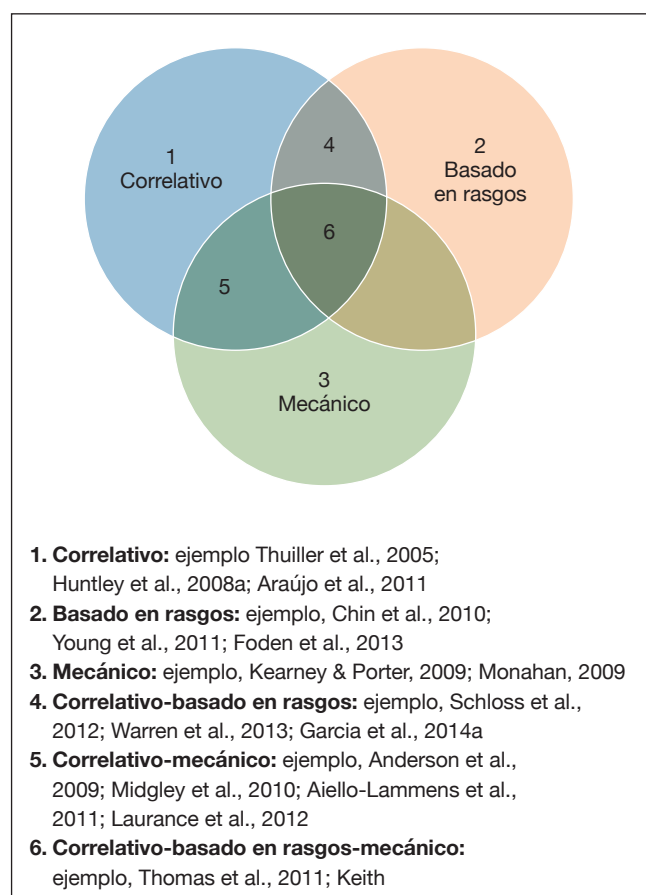 1
Correlativo
4
2
Basado
en rasgos
6
5
3
Mecánico
1. Correlativo: ejemplo Thuiller et al., 2005;
Huntley et al., 2008a; Araújo et al., 2011
2. Basado en rasgos: ejemplo, Chin et al., 2010;
Young et al., 2011; Foden et al., 2013
3. Mecánico: ejemplo, Kearney & Porter, 2009; Monahan, 2009
4. Correlativo-basado en rasgos: ejemplo, Schloss et al.,
2012; Warren et al., 2013; Garcia et al., 2014a
5. Correlativo-mecánico: ejemplo, Anderson et al.,
2009; Midgley et al., 2010; Aiello-Lammens et al.,
2011; Laurance et al., 2012
6. Correlativo-basado en rasgos-mecánico:
ejemplo, Thomas et al., 2011; Keith